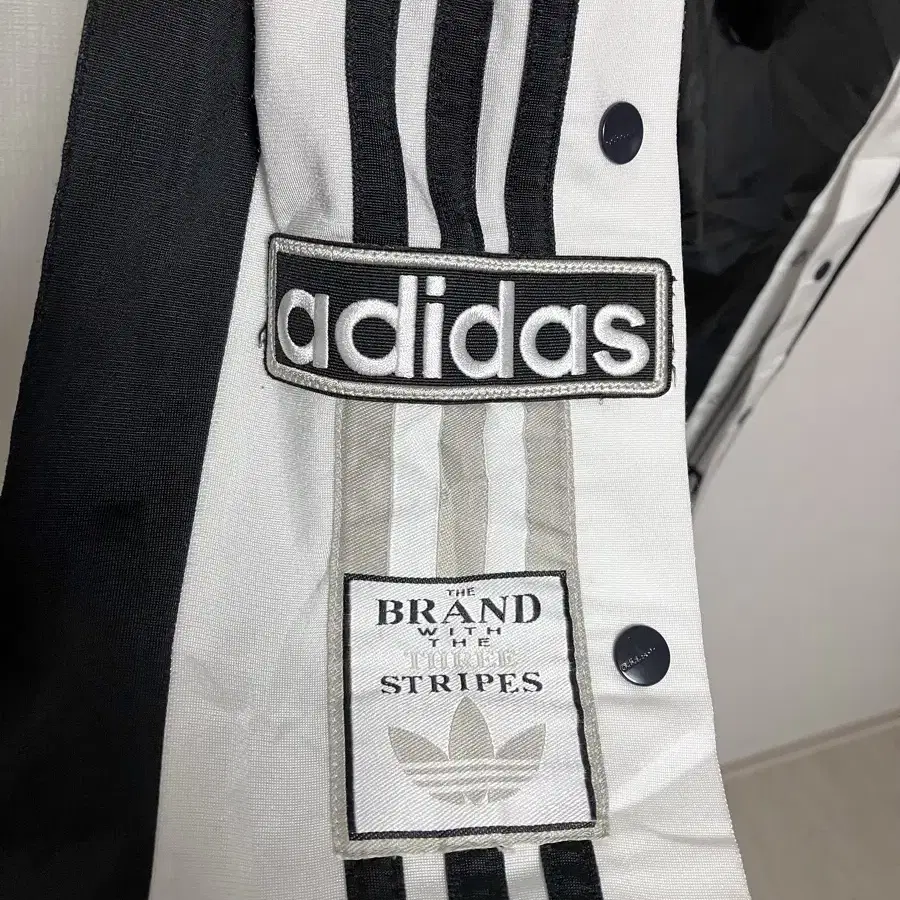 adidas
THE
BRAND
WITH
THE
THREE
STRIPES